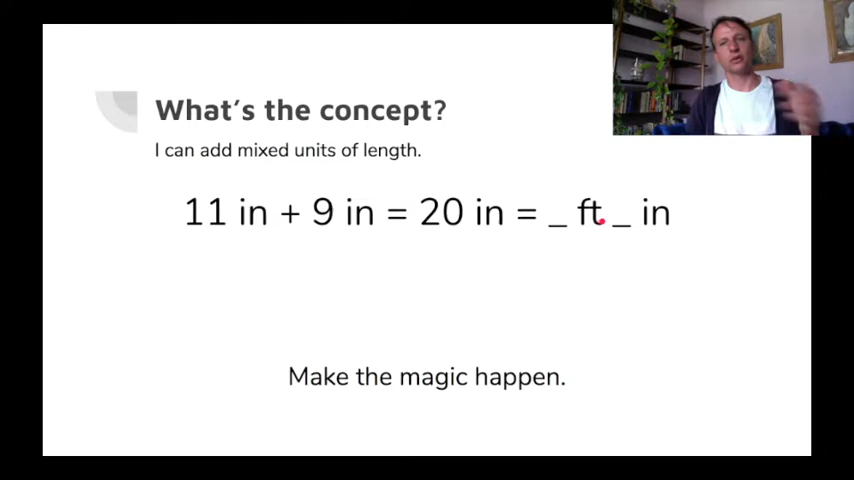 What's the concept?
I can add mixed units of length.
11 in + 9 in = 20 in = _ ft _ in
Make the magic happen.